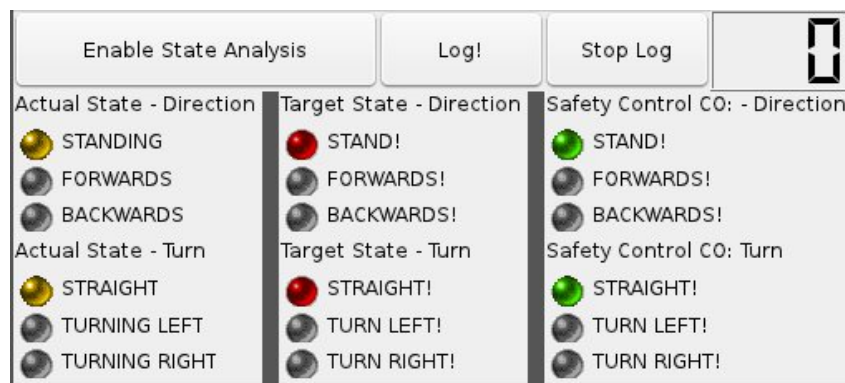 Enable State Analysis
Log!
Stop Log
0
Actual State - Direction
STANDING
FORWARDS
BACKWARDS
Actual State - Turn
STRAIGHT
TURNING LEFT
TURNING RIGHT
Target State - Direction
STAND!
FORWARDS!
BACKWARDS!
Target State - Turn
STRAIGHT!
TURN LEFT!
TURN RIGHT!
Safety Control CO: - Direction
STAND!
FORWARDS!
BACKWARDS!
Safety Control CO: Turn
STRAIGHT!
TURN LEFT!
TURN RIGHT!